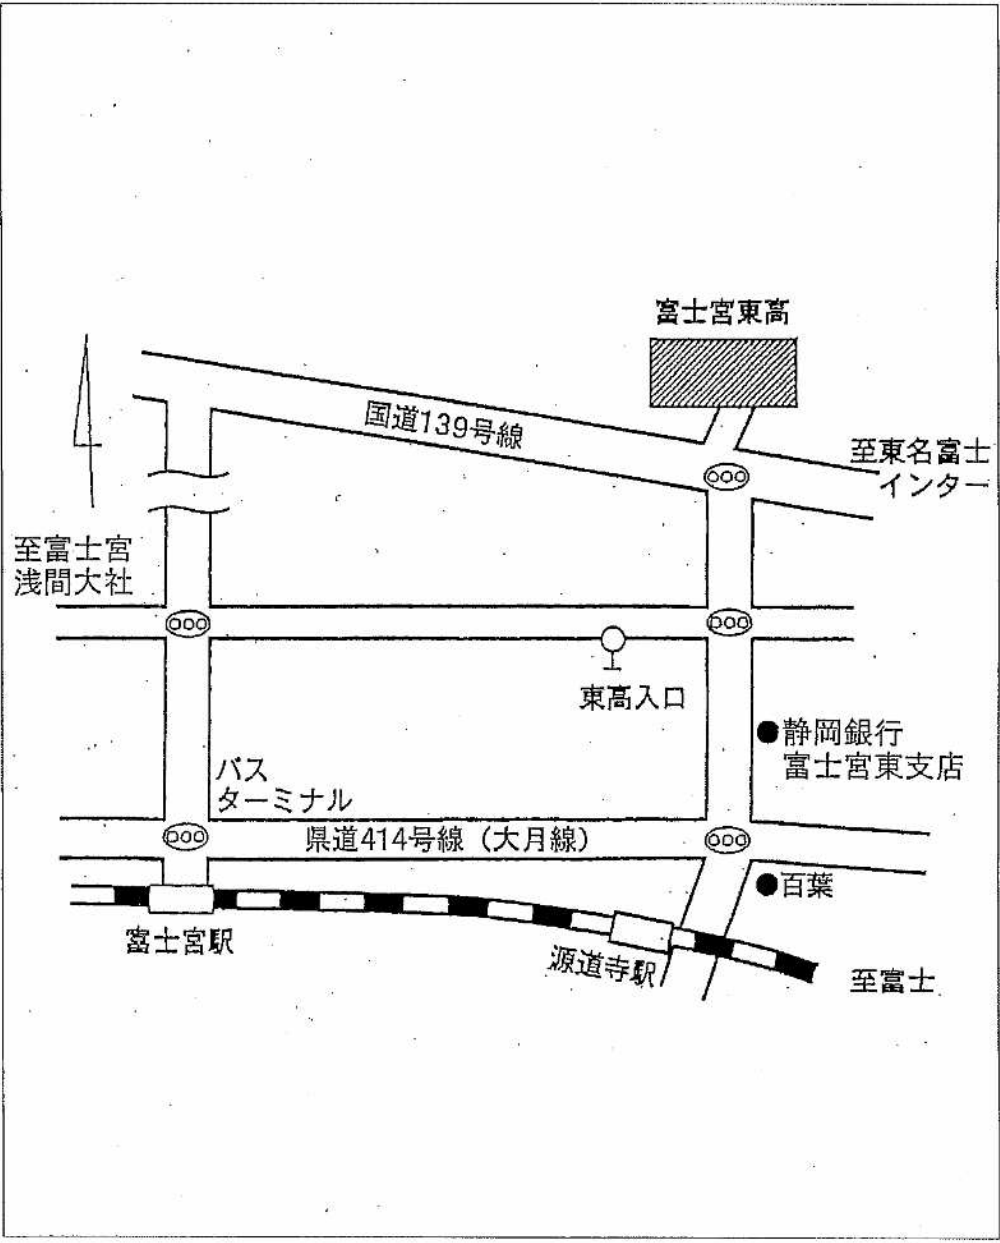 富士宮東高
国道139号線
至東名富士
インター
至富士宮
浅間大社
東高入口
静岡銀行
富士宮東支店
バス
ターミナル
県道414号線（大月線）
百葉
富士宮駅
源道寺駅
至富士